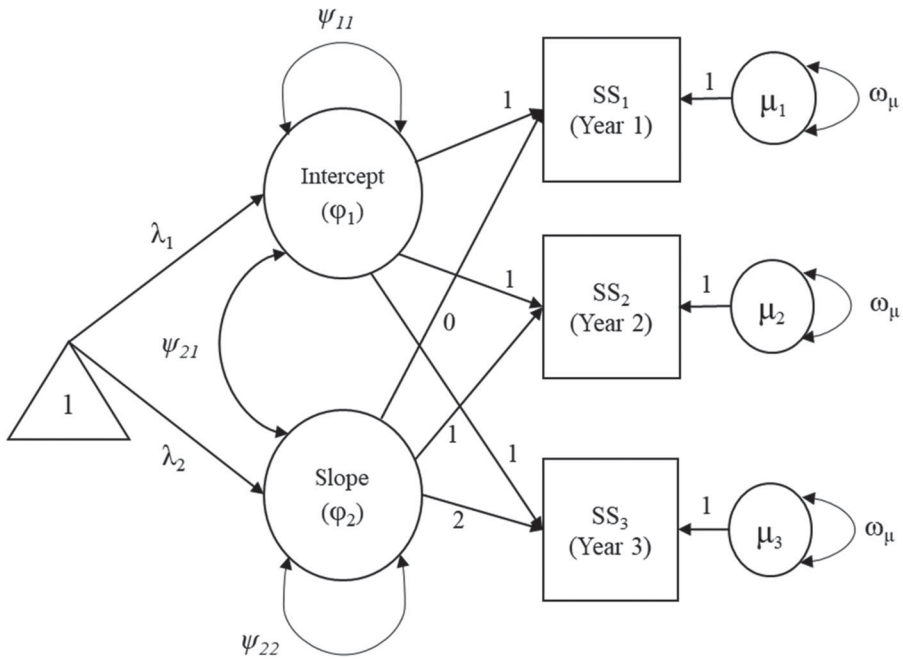 ψ11
1
SS1
(Year 1)
1
μ1
ωμ
Intercept
(φ1)
λ1
1
SS2
(Year 2)
1
μ2
ωμ
0
ψ21
1
λ2
1
1
Slope
(φ2)
2
SS3
(Year 3)
1
μ3
ωμ
ψ22